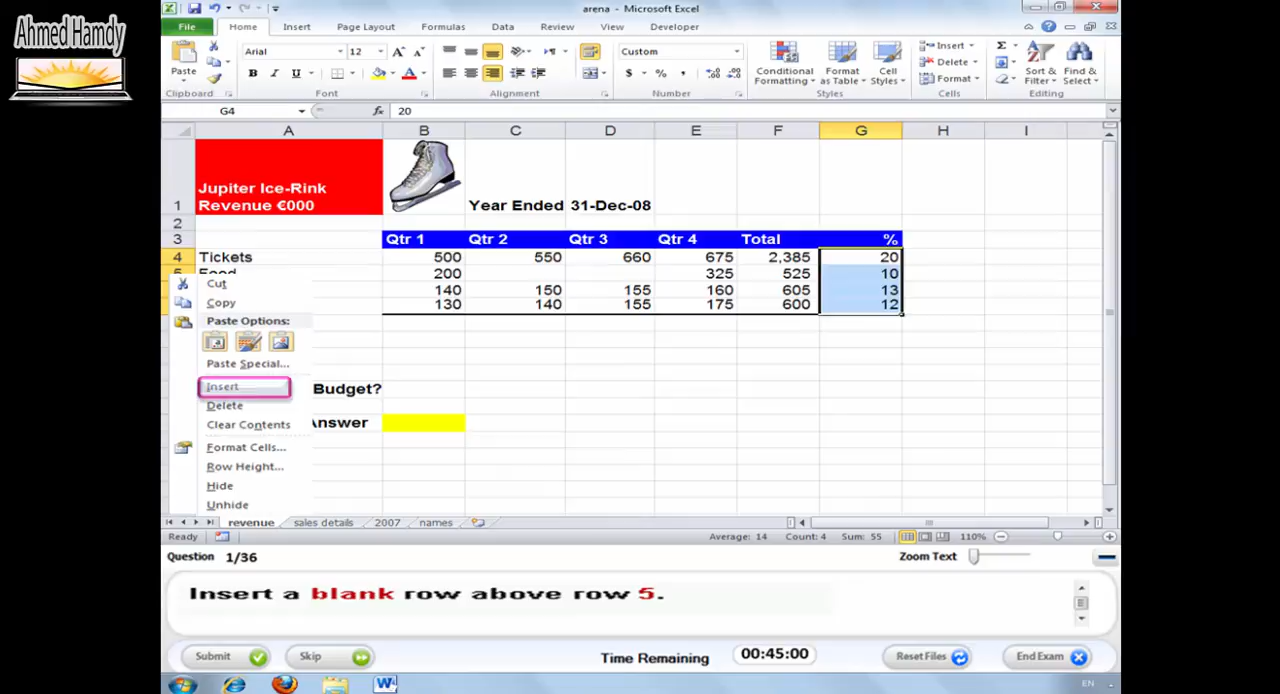 Ahmed Hamdy
arena - Microsoft Excel
File Home Insert Page Layout Formulas Data Review View Developer
Arial 12 Custom
Paste B I U $ % , Conditional Formatting Format as Table Cell Styles Insert Delete Format Σ Sort & Filter Find & Select
Clipboard Font Alignment Number Styles Cells Editing
G4 fx 20
A B C D E F G H I
Jupiter Ice-Rink
1 Revenue €000 Year Ended 31-Dec-08
2
3 Qtr 1 Qtr 2 Qtr 3 Qtr 4 Total %
4 Tickets 500 550 660 675 2,385 20
5 Food 200 325 525 10
140 150 155 160 605 13
130 140 155 175 600 12
Cut
Copy
Paste Options:
Paste Special...
Insert
Budget?
Delete
Clear Contents
Answer
Format Cells...
Row Height...
Hide
Unhide
revenue sales details 2007 names
Ready Average: 14 Count: 4 Sum: 55 110%
Question 1/36 Zoom Text
Insert a blank row above row 5.
Submit Skip Time Remaining 00:45:00 Reset Files End Exam
EN